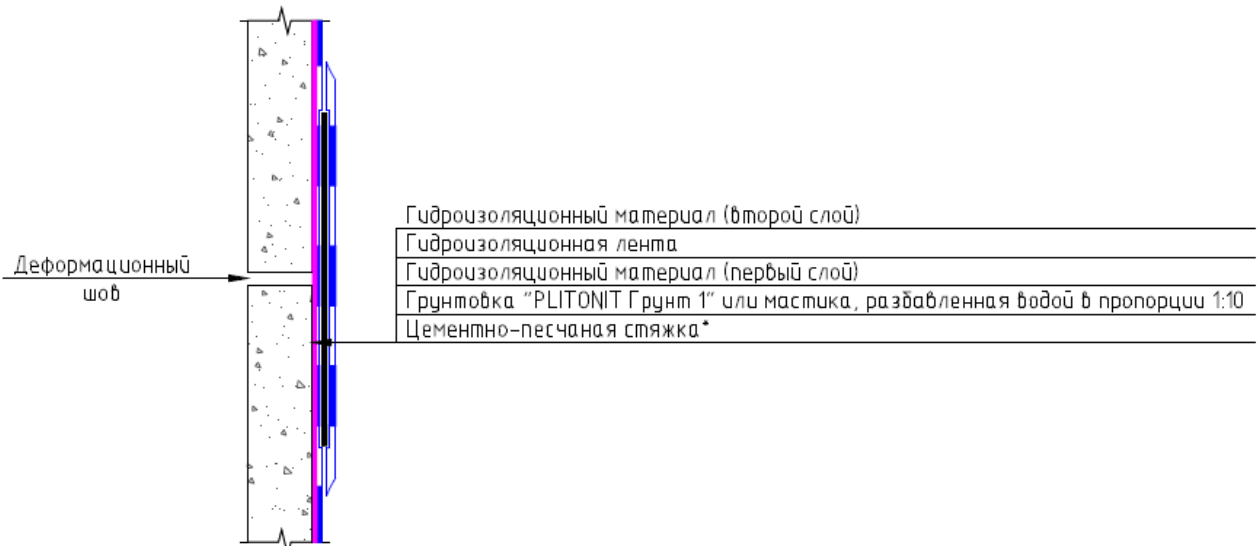 Деформационный
шов
Гидроизоляционный материал (второй слой)
Гидроизоляционная лента
Гидроизоляционный материал (первый слой)
Грунтовка "PLITONIT Грунт 1" или мастика, разбавленная водой в пропорции 1:10
Цементно-песчаная стяжка*